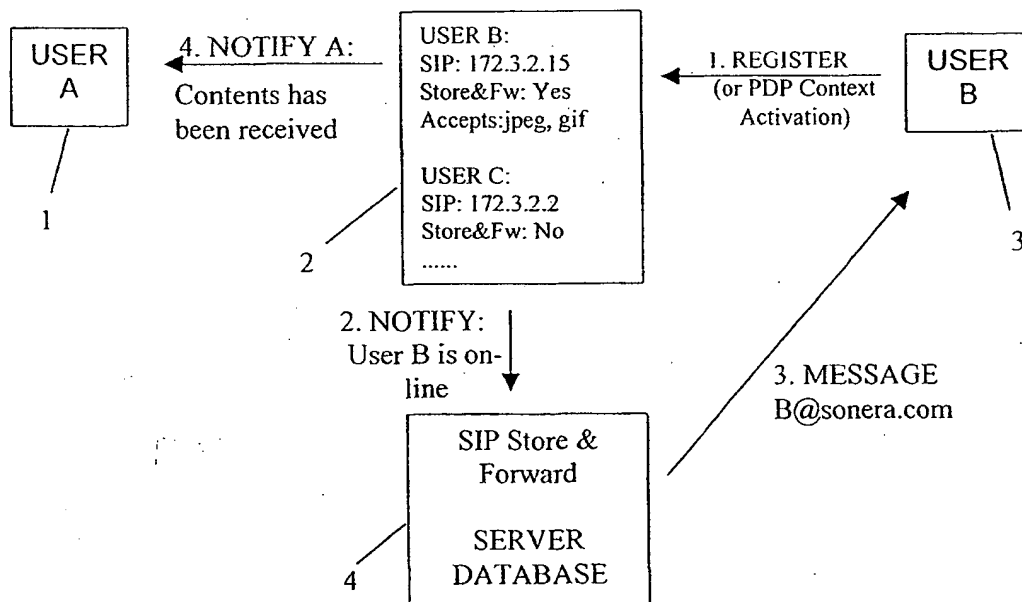 USER
A
1
4. NOTIFY A:
Contents has
been received
USER B:
SIP: 172.3.2.15
Store&Fw: Yes
Accepts:jpeg, gif
USER C:
SIP: 172.3.2.2
Store&Fw: No
......
2
1. REGISTER
(or PDP Context
Activation)
USER
B
3
2. NOTIFY:
User B is on-
line
3. MESSAGE
B@sonera.com
SIP Store &
Forward
SERVER
DATABASE
4